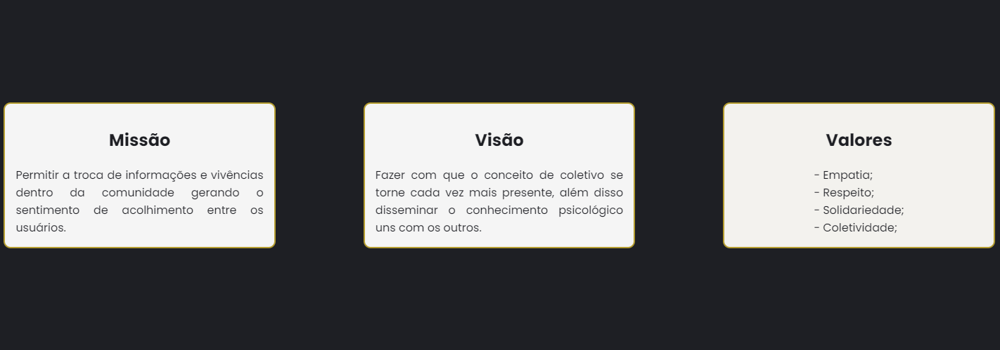 Missão
Permitir a troca de informações e vivências
dentro da comunidade gerando o
sentimento de acolhimento entre os
usuários.
Visão
Fazer com que o conceito de coletivo se
torne cada vez mais presente, além disso
disseminar o conhecimento psicológico
uns com os outros.
Valores
- Empatia;
- Respeito;
- Solidariedade;
- Coletividade;